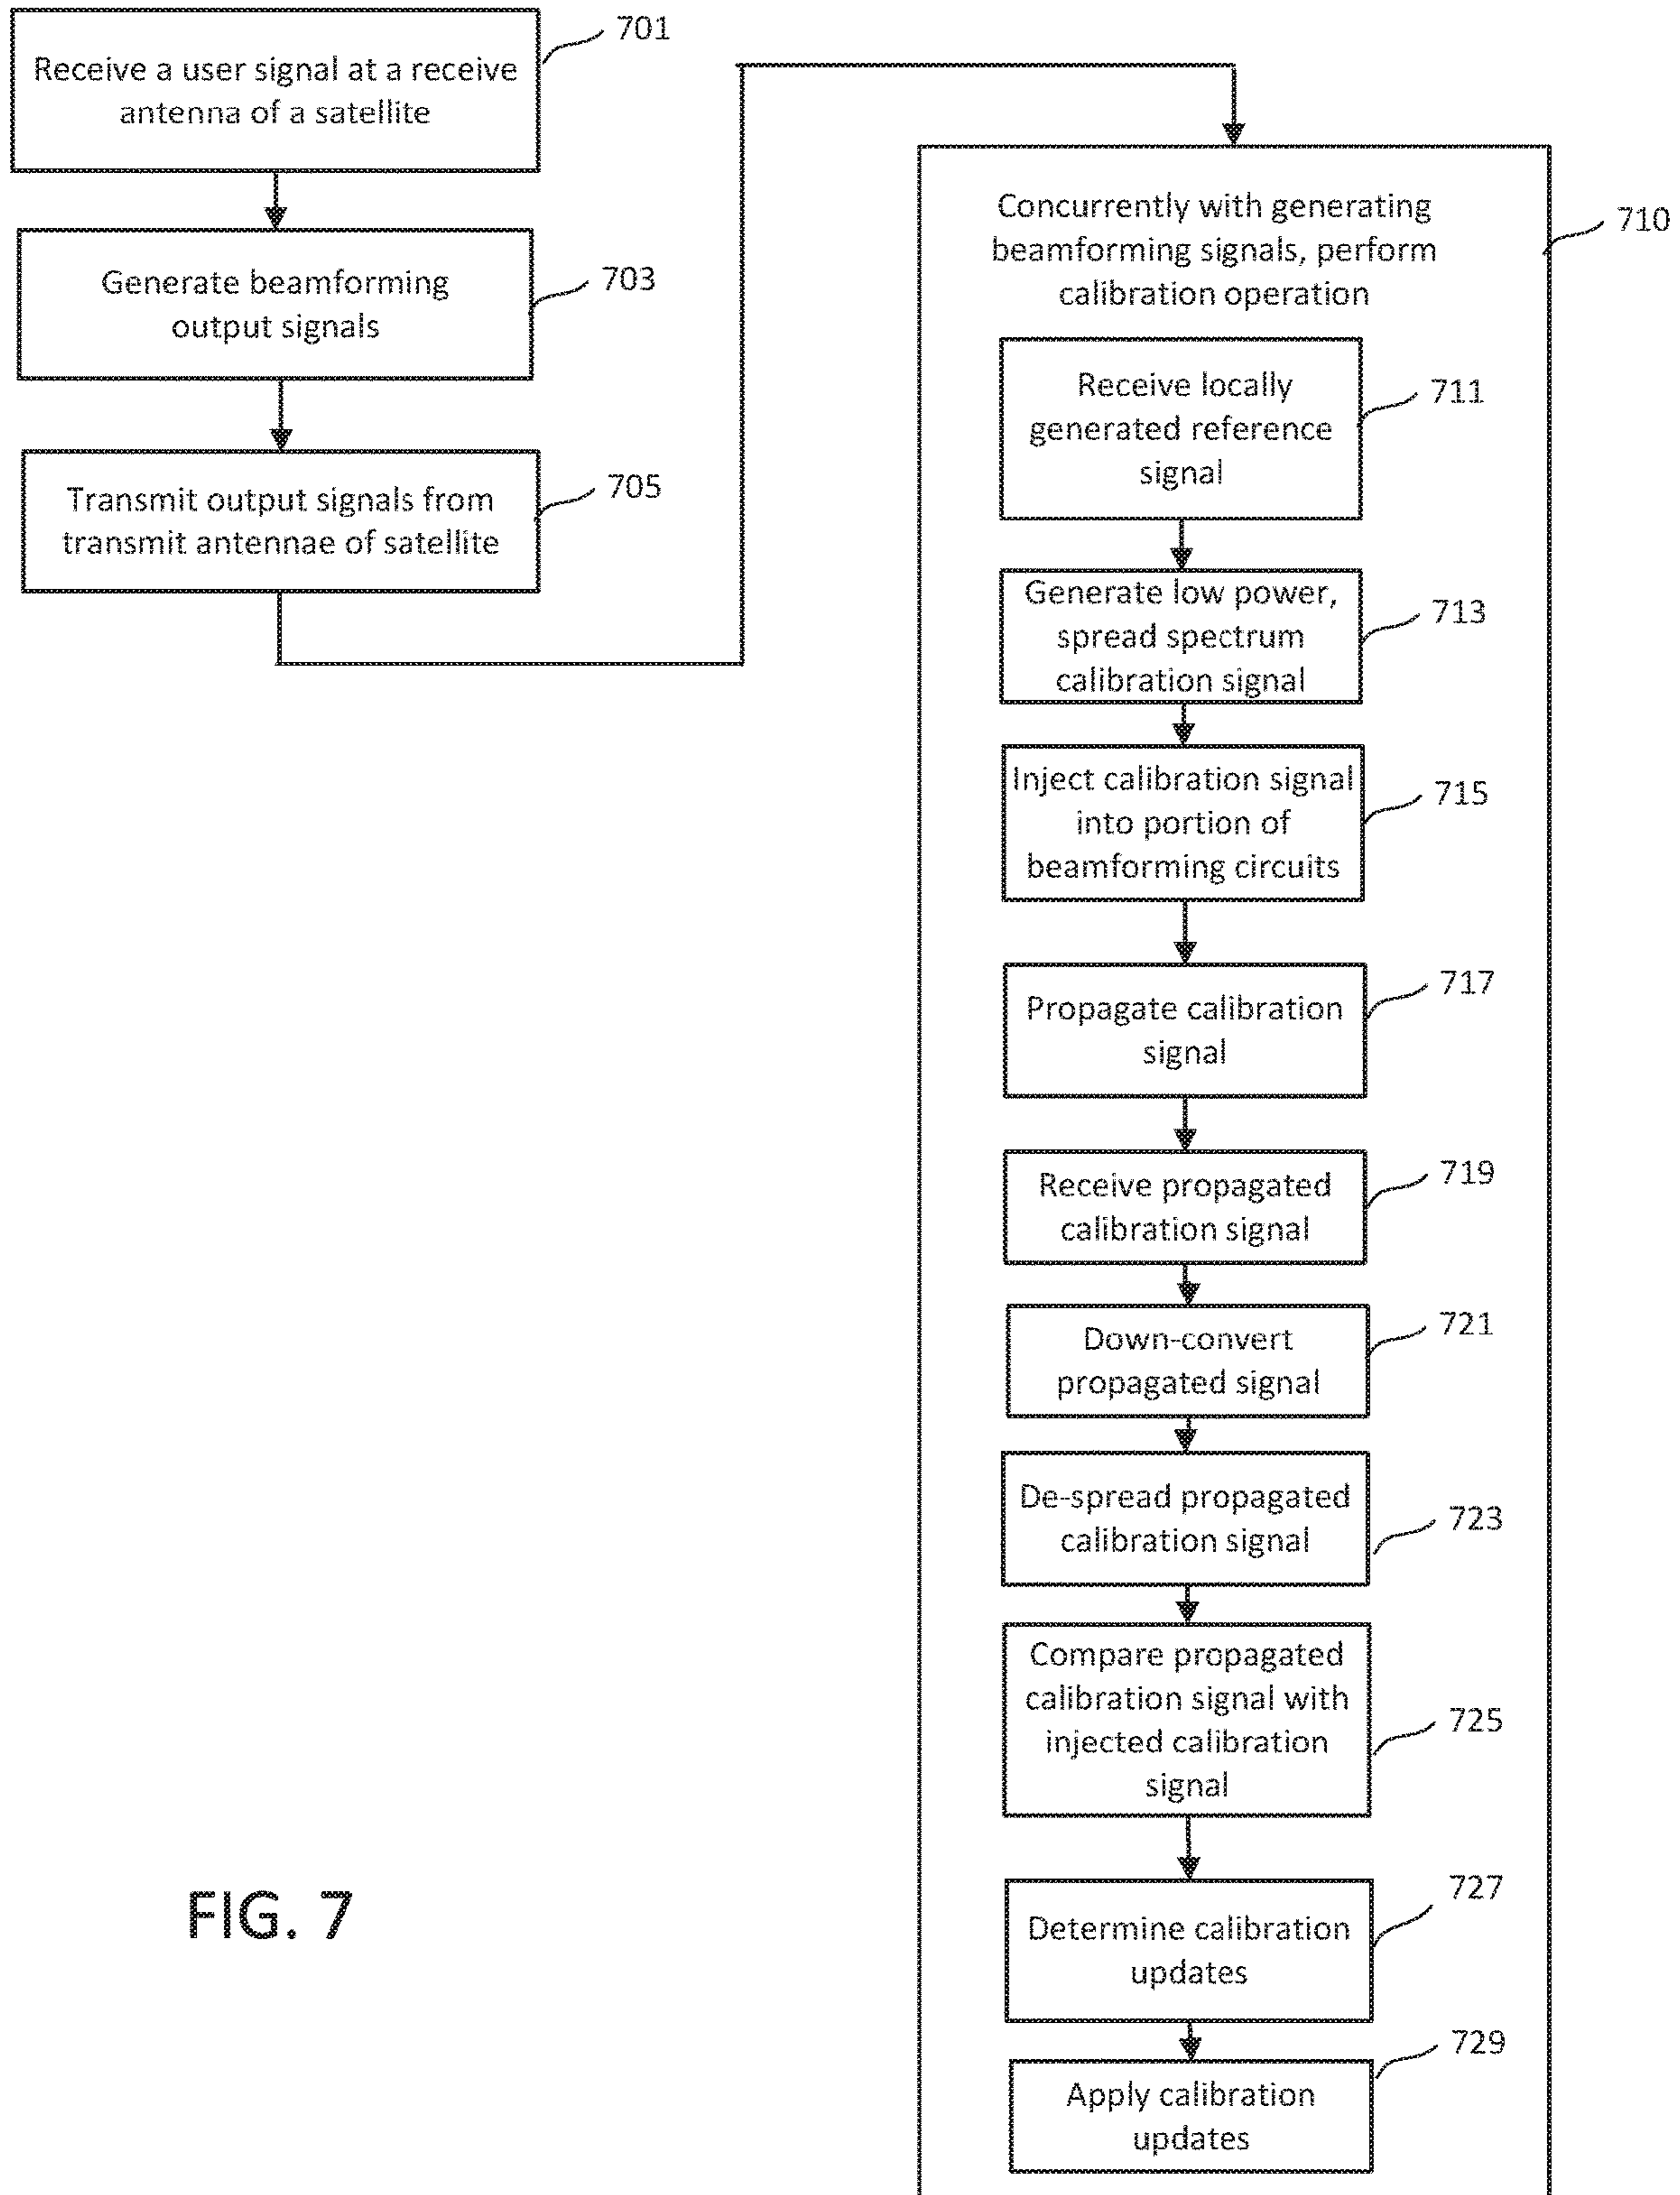 Receive a user signal at a receive
antenna of a satellite
701
Generate beamforming
output signals
703
Transmit output signals from
transmit antennae of satellite
705
Concurrently with generating
beamforming signals, perform
calibration operation
710
Receive locally
generated reference
signal
711
Generate low power,
spread spectrum
calibration signal
713
Inject calibration signal
into portion of
beamforming circuits
715
Propagate calibration
signal
717
Receive propagated
calibration signal
719
Down-convert
propagated signal
721
De-spread propagated
calibration signal
723
Compare propagated
calibration signal with
injected calibration
signal
725
Determine calibration
updates
727
Apply calibration
updates
729
FIG. 7